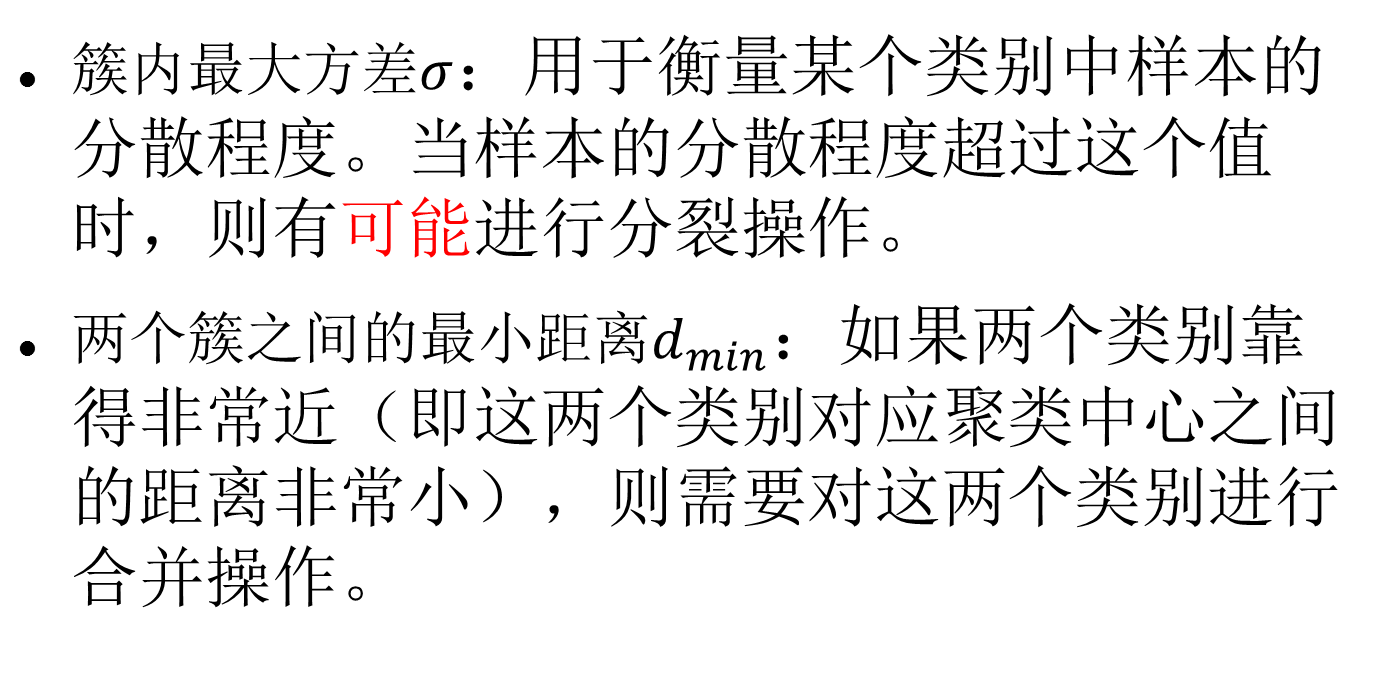 • 簇内最大方差σ：用于衡量某个类别中样本的
分散程度。当样本的分散程度超过这个值
时，则有可能进行分裂操作。
• 两个簇之间的最小距离d_min：如果两个类别靠
得非常近（即这两个类别对应聚类中心之间
的距离非常小），则需要对这两个类别进行
合并操作。